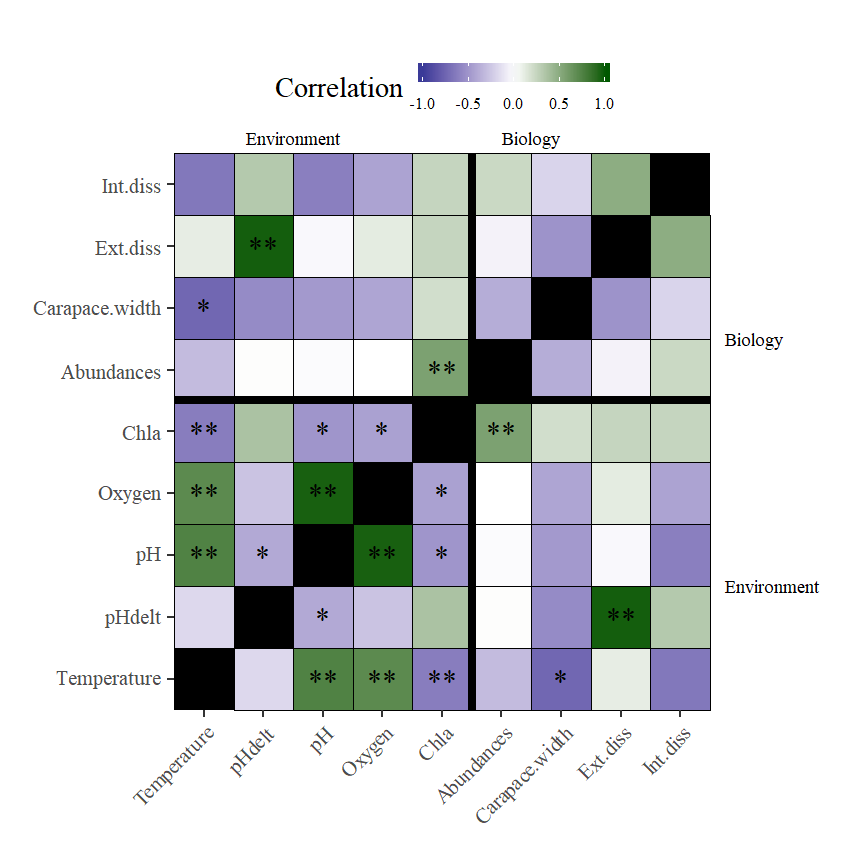 Correlation
-1.0 -0.5 0.0 0.5 1.0
Environment Biology
Int.diss
Ext.diss **
Carapace.width *
Biology
Abundances **
Chla ** * * **
Oxygen ** ** *
pH ** * ** *
Environment
pHdelt * **
Temperature ** ** ** *
Temperature pHdelt pH Oxygen Chla Abundances Carapace.width Ext.diss Int.diss